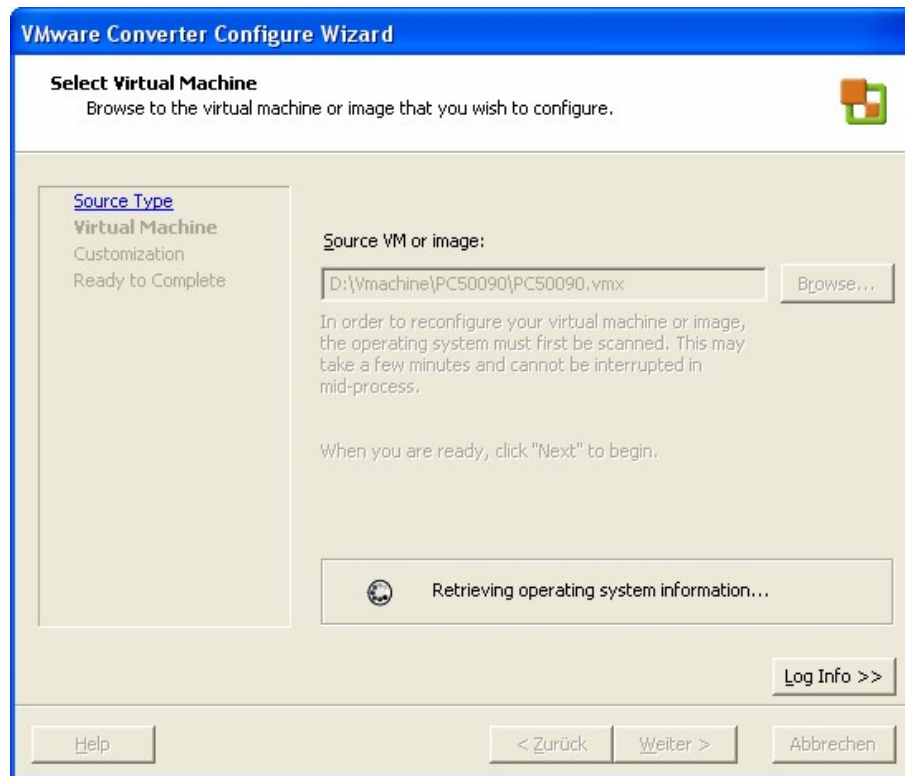 VMware Converter Configure Wizard
Select Virtual Machine
Browse to the virtual machine or image that you wish to configure.
Source Type
Virtual Machine
Customization
Ready to Complete
Source VM or image:
D:\Vmachine\PC50090\PC50090.vmx
Browse...
In order to reconfigure your virtual machine or image,
the operating system must first be scanned. This may
take a few minutes and cannot be interrupted in
mid-process.
When you are ready, click "Next" to begin.
Retrieving operating system information...
Log Info >>
Help
< Zurück
Weiter >
Abbrechen